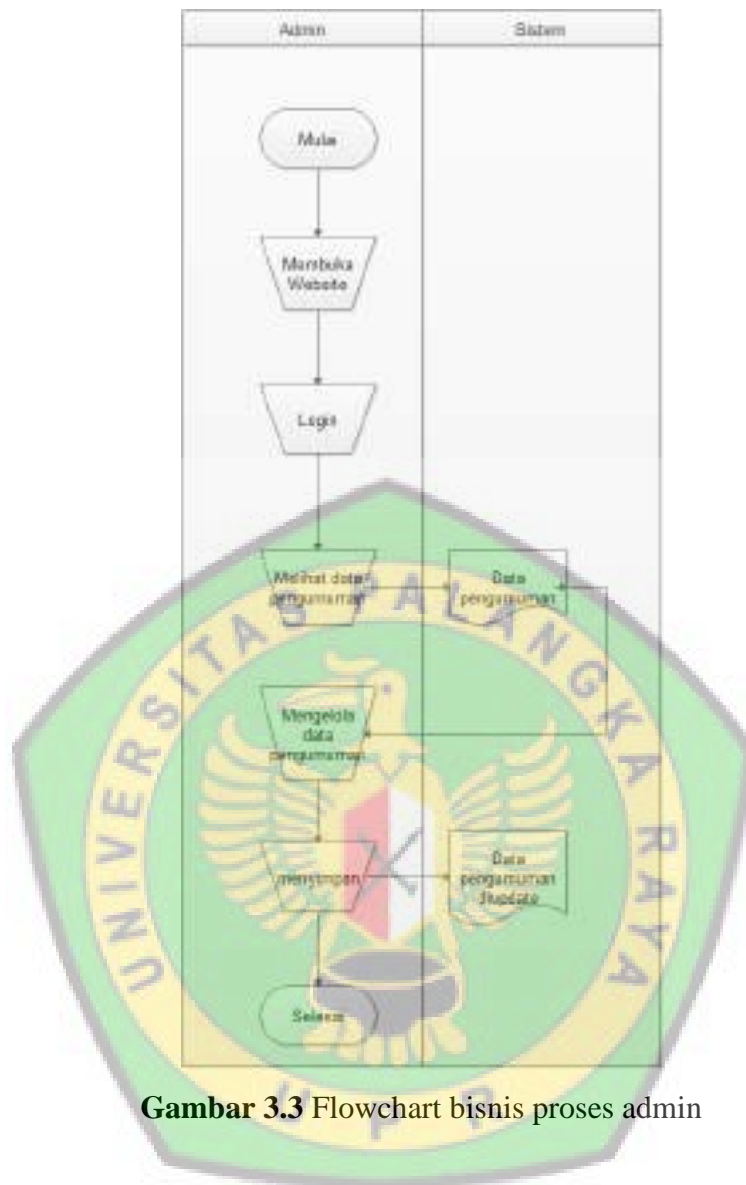 Admin
Sistem
Mulai
Membuka
Website
Login
Melihat data
pengumuman
Data
pengumuman
Mengelola
data
pengumuman
menyimpan
Data
pengumuman
diupdate
Selesai
UNIVERSITAS PALANGKA RAYA
UPR
Gambar 3.3 Flowchart bisnis proses admin